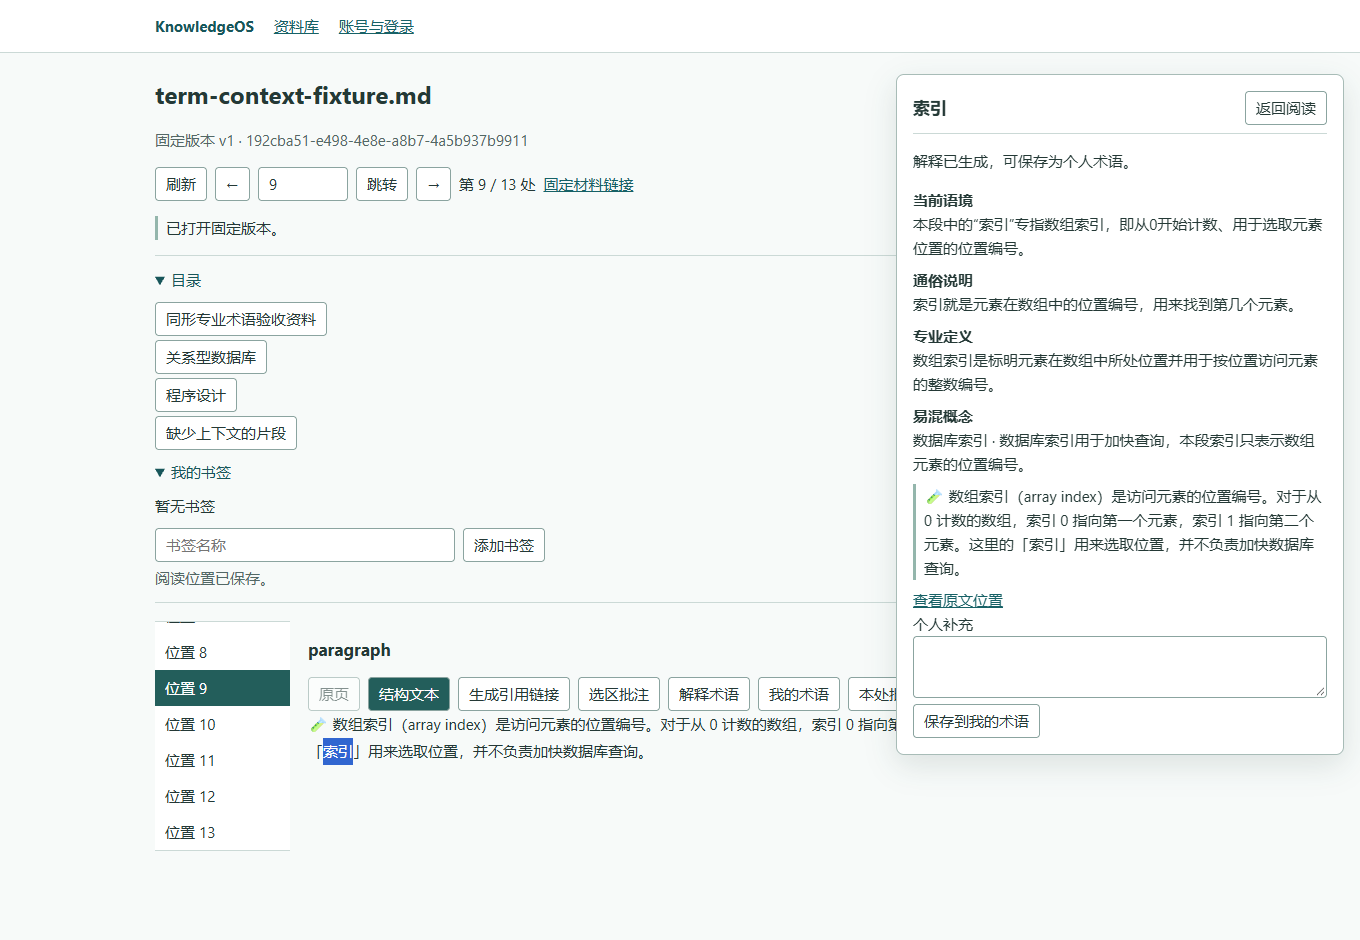 KnowledgeOS 资料库 账号与登录
term-context-fixture.md
固定版本 v1 · 192cba51-e498-4e8e-a8b7-4a5b937b9911
刷新 ← 9 跳转 → 第 9 / 13 处 固定材料链接
已打开固定版本。
▼ 目录
同形专业术语验收资料
关系型数据库
程序设计
缺少上下文的片段
▼ 我的书签
暂无书签
书签名称 添加书签
阅读位置已保存。
位置 8
位置 9
位置 10
位置 11
位置 12
位置 13
paragraph
原页 结构文本 生成引用链接 选区批注 解释术语 我的术语 本处
🧪 数组索引（array index）是访问元素的位置编号。对于从 0 计数的数组，索引 0 指向
「索引」用来选取位置，并不负责加快数据库查询。
索引 返回阅读
解释已生成，可保存为个人术语。
当前语境
本段中的“索引”专指数组索引，即从0开始计数、用于选取元素
位置的位置编号。
通俗说明
索引就是元素在数组中的位置编号，用来找到第几个元素。
专业定义
数组索引是标明元素在数组中所处位置并用于按位置访问元素
的整数编号。
易混概念
数据库索引 · 数据库索引用于加快查询，本段索引只表示数组
元素的位置编号。
🧪 数组索引（array index）是访问元素的位置编号。对于从
0 计数的数组，索引 0 指向第一个元素，索引 1 指向第二个
元素。这里的「索引」用来选取位置，并不负责加快数据库
查询。
查看原文位置
个人补充
保存到我的术语